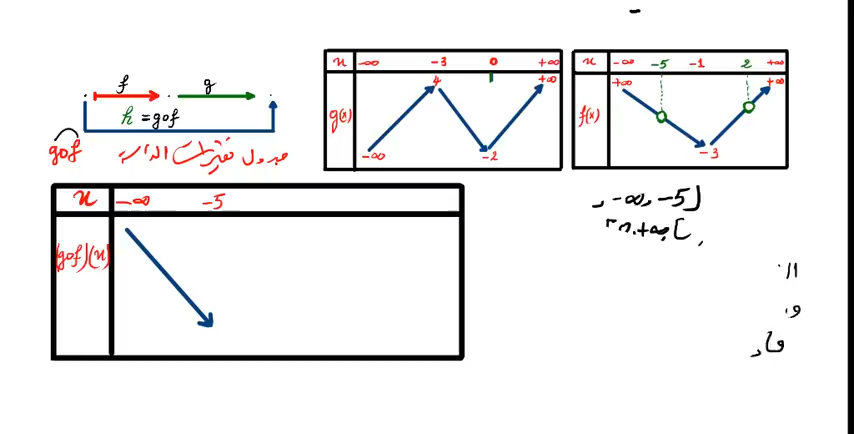 f g
h = gof
gof
جدول تغيرات الدالة
x -∞ -3 0 +∞
g(x) -∞ 4 -2 +∞
x -∞ -5 -1 2 +∞
f(x) +∞ -3 +∞
x -∞ -5
(gof)(x)
-∞, -5]
+∞[